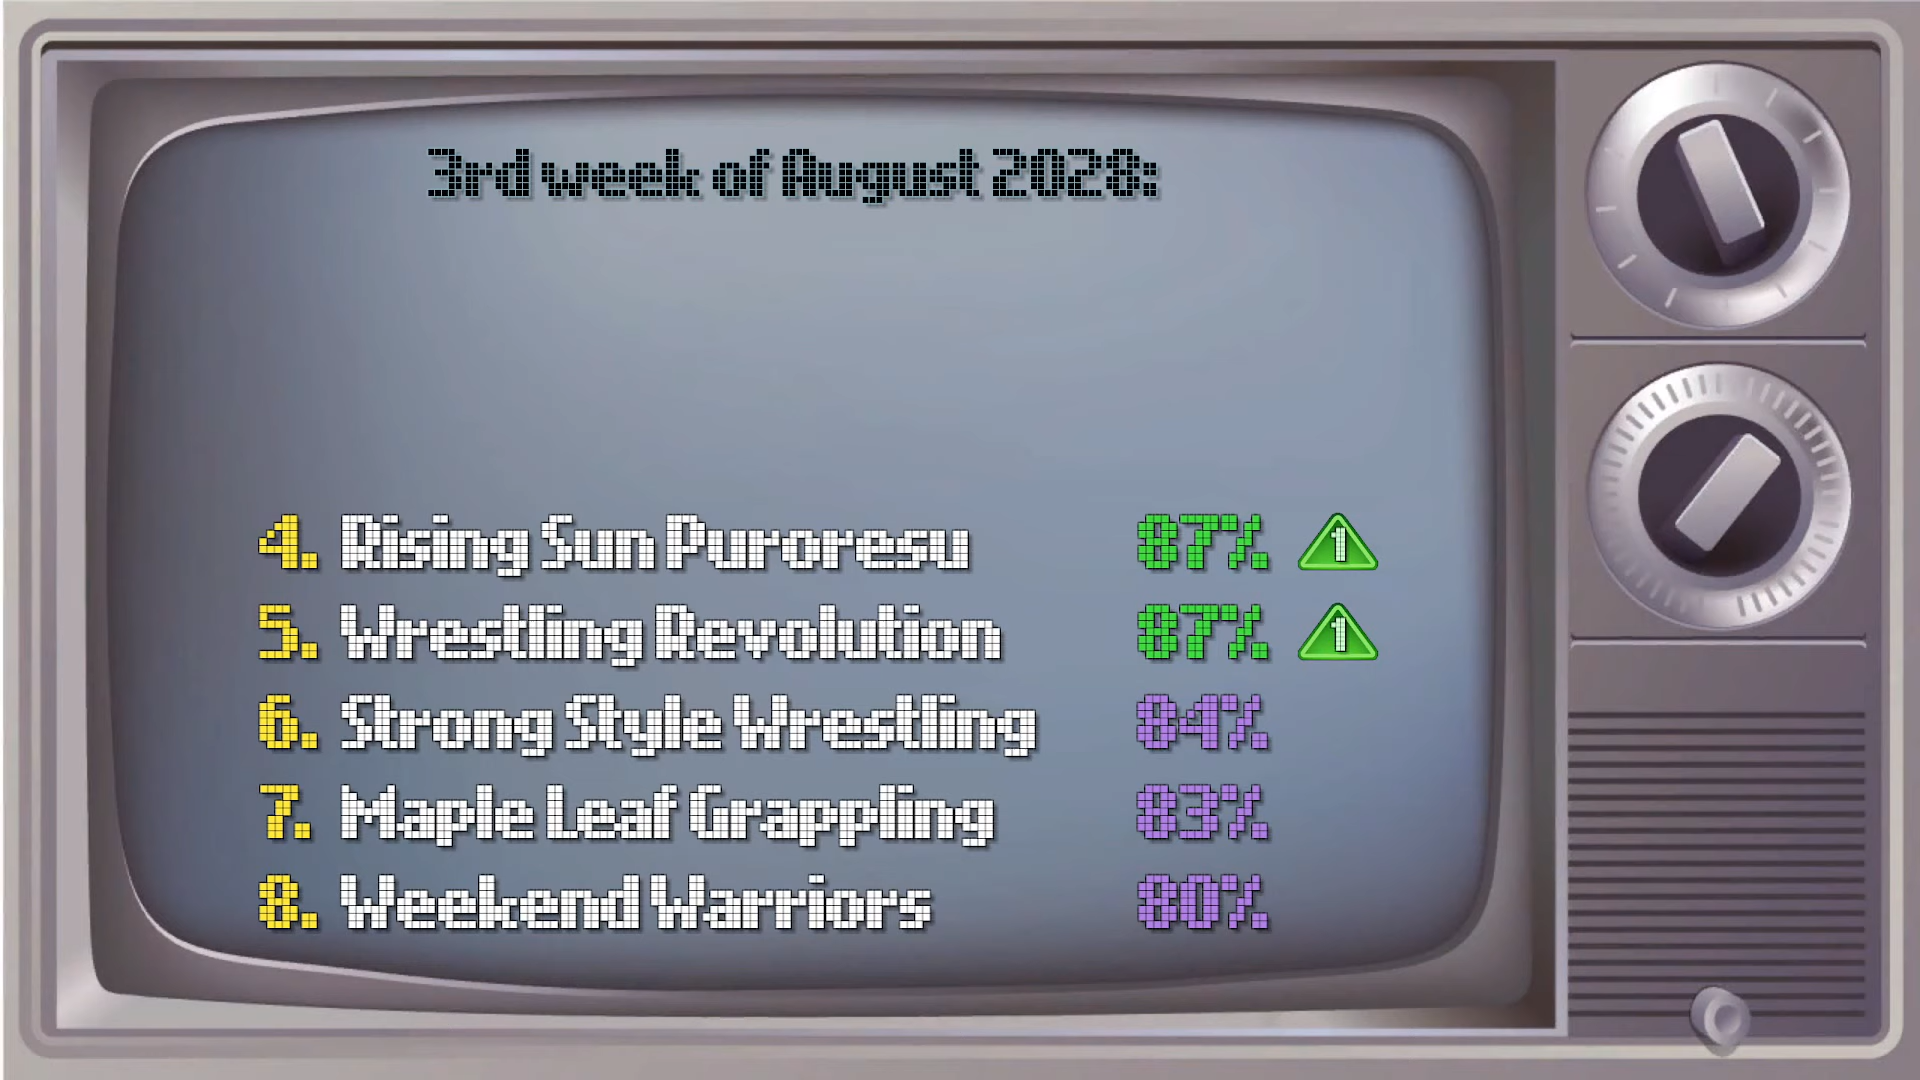 3rd week of August 2028:
4. Rising Sun Puroresu 87% 1
5. Wrestling Revolution 87% 1
6. Strong Style Wrestling 84%
7. Maple Leaf Grappling 83%
8. Weekend Warriors 80%